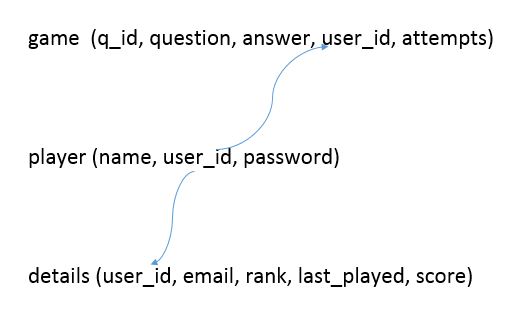 game (q_id, question, answer, user_id, attempts)
player (name, user_id, password)
details (user_id, email, rank, last_played, score)